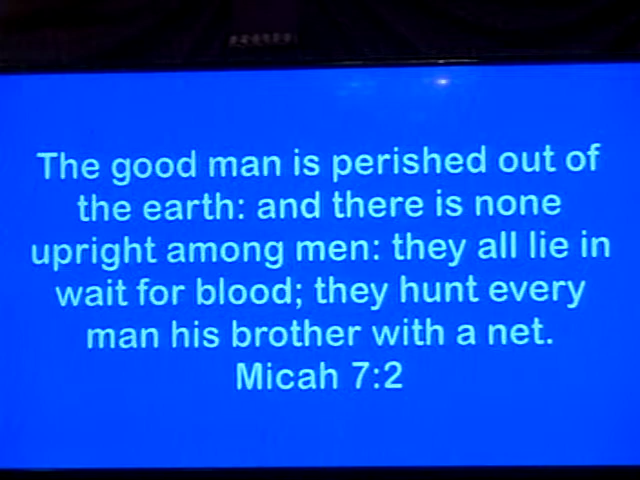 The good man is perished out of
the earth: and there is none
upright among men: they all lie in
wait for blood; they hunt every
man his brother with a net.
Micah 7:2